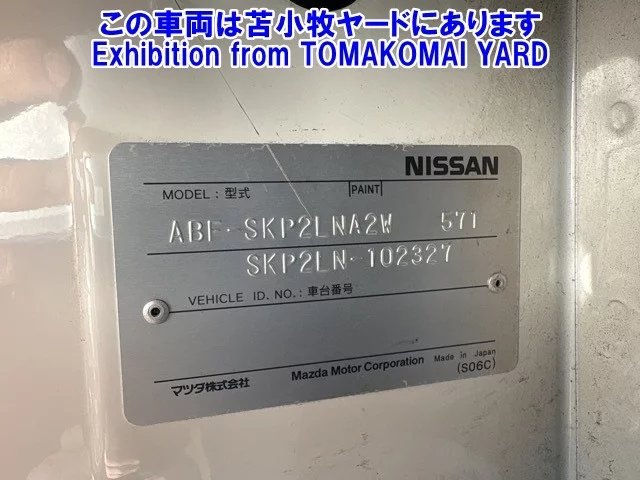 この車両は苫小牧ヤードにあります
Exhibition from TOMAKOMAI YARD
NISSAN
MODEL : 型式 PAINT
ABF-SKP2LNA2W 571
SKP2LN-102327
VEHICLE ID. NO. : 車台番号
マツダ株式会社 Mazda Motor Corporation Made in Japan
(S06C)